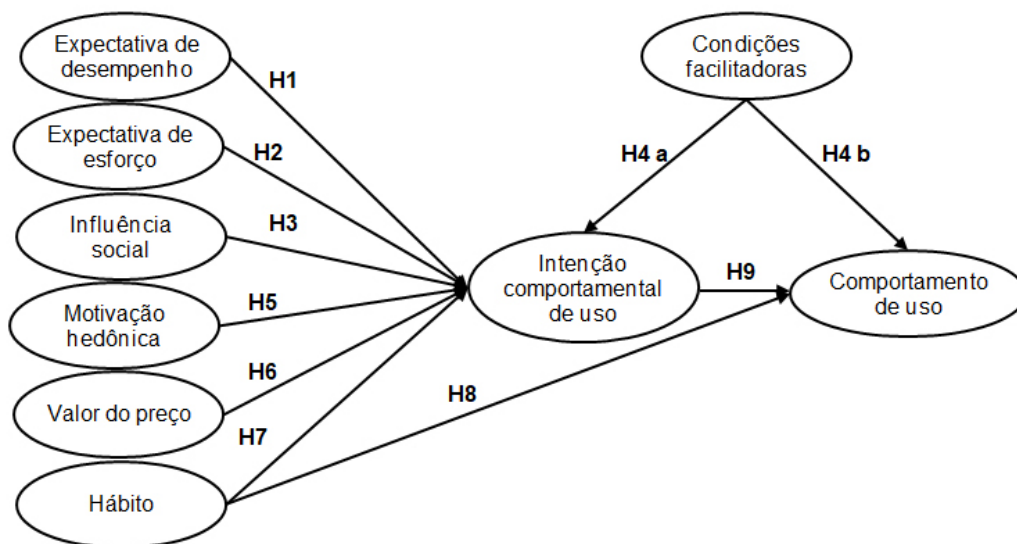 Expectativa de
desempenho
H1
Condições
facilitadoras
Expectativa de
esforço
H2
H4 a
H4 b
Influência
social
H3
Intenção
comportamental
de uso
H9
Comportamento
de uso
Motivação
hedônica
H5
H6
Valor do preço
H7
H8
Hábito